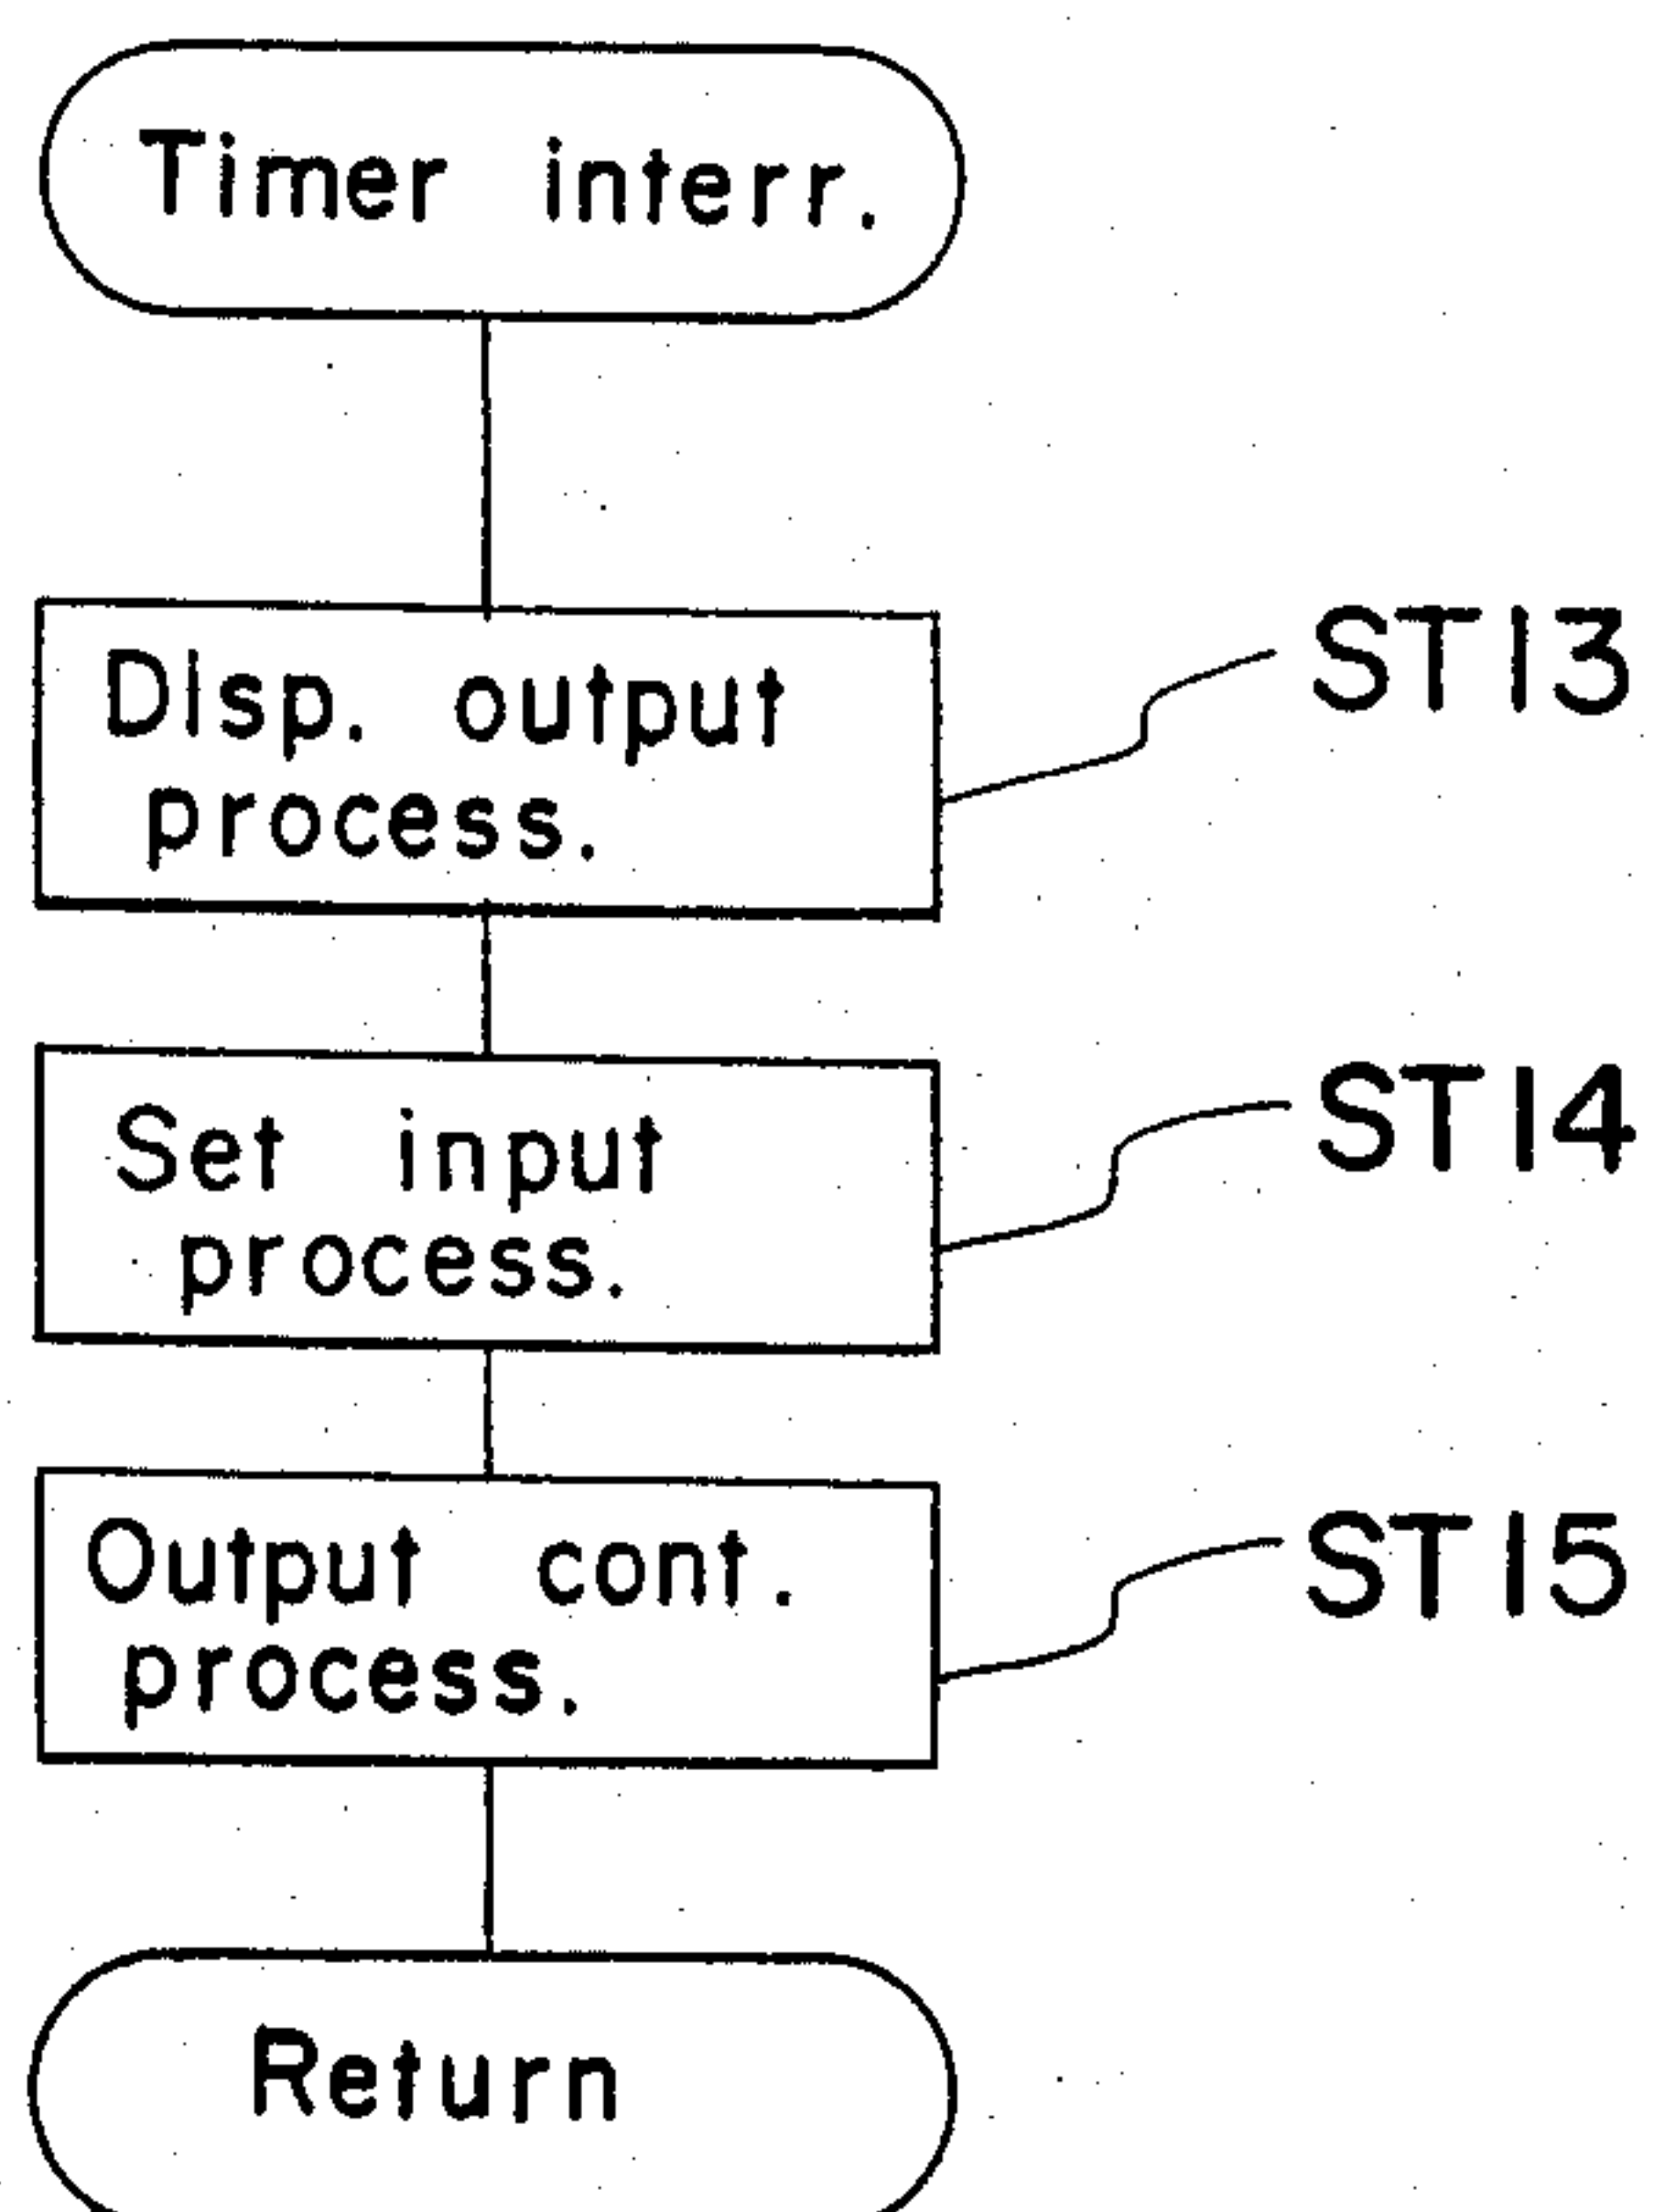 Timer interr.
DIsp. output
process.
ST13
Set input
process.
ST14
Output cont.
process.
ST15
Return